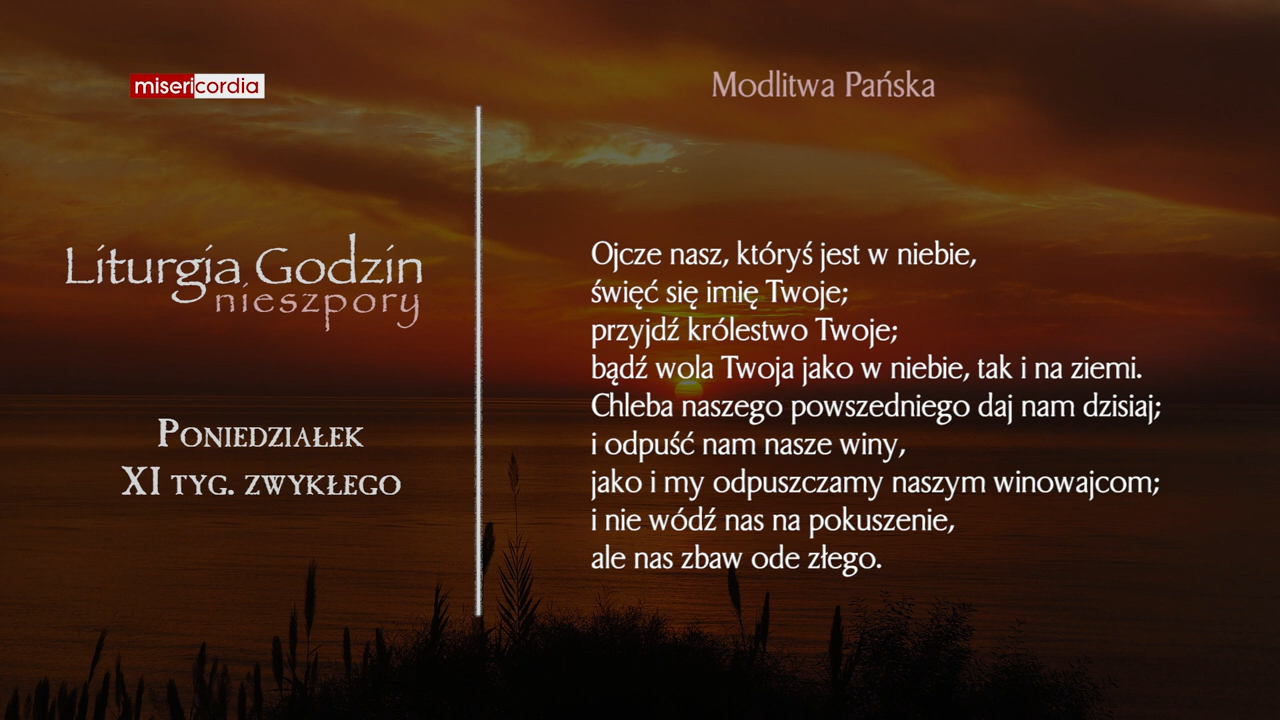 misericordia
Liturgia Godzin
nieszpory
Poniedziałek
XI tyg. zwykłego
Modlitwa Pańska
Ojcze nasz, któryś jest w niebie,
święć się imię Twoje;
przyjdź królestwo Twoje;
bądź wola Twoja jako w niebie, tak i na ziemi.
Chleba naszego powszedniego daj nam dzisiaj;
i odpuść nam nasze winy,
jako i my odpuszczamy naszym winowajcom;
i nie wódź nas na pokuszenie,
ale nas zbaw ode złego.